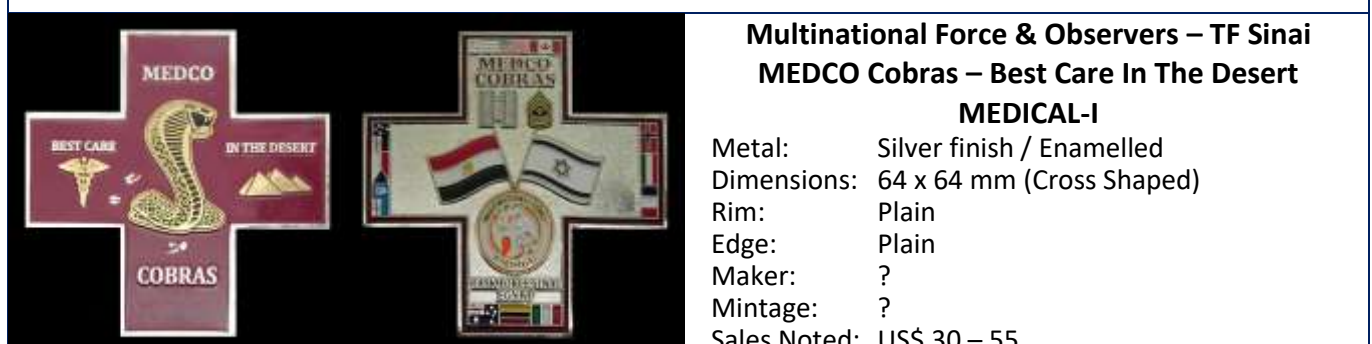 MEDCO
BEST CARE
IN THE DESERT
COBRAS
MEDCO
COBRAS
EGYPT
Multinational Force & Observers – TF Sinai
MEDCO Cobras – Best Care In The Desert
MEDICAL-I
Metal: Silver finish / Enamelled
Dimensions: 64 x 64 mm (Cross Shaped)
Rim: Plain
Edge: Plain
Maker: ?
Mintage: ?
Sales Noted: US$ 30 – 55